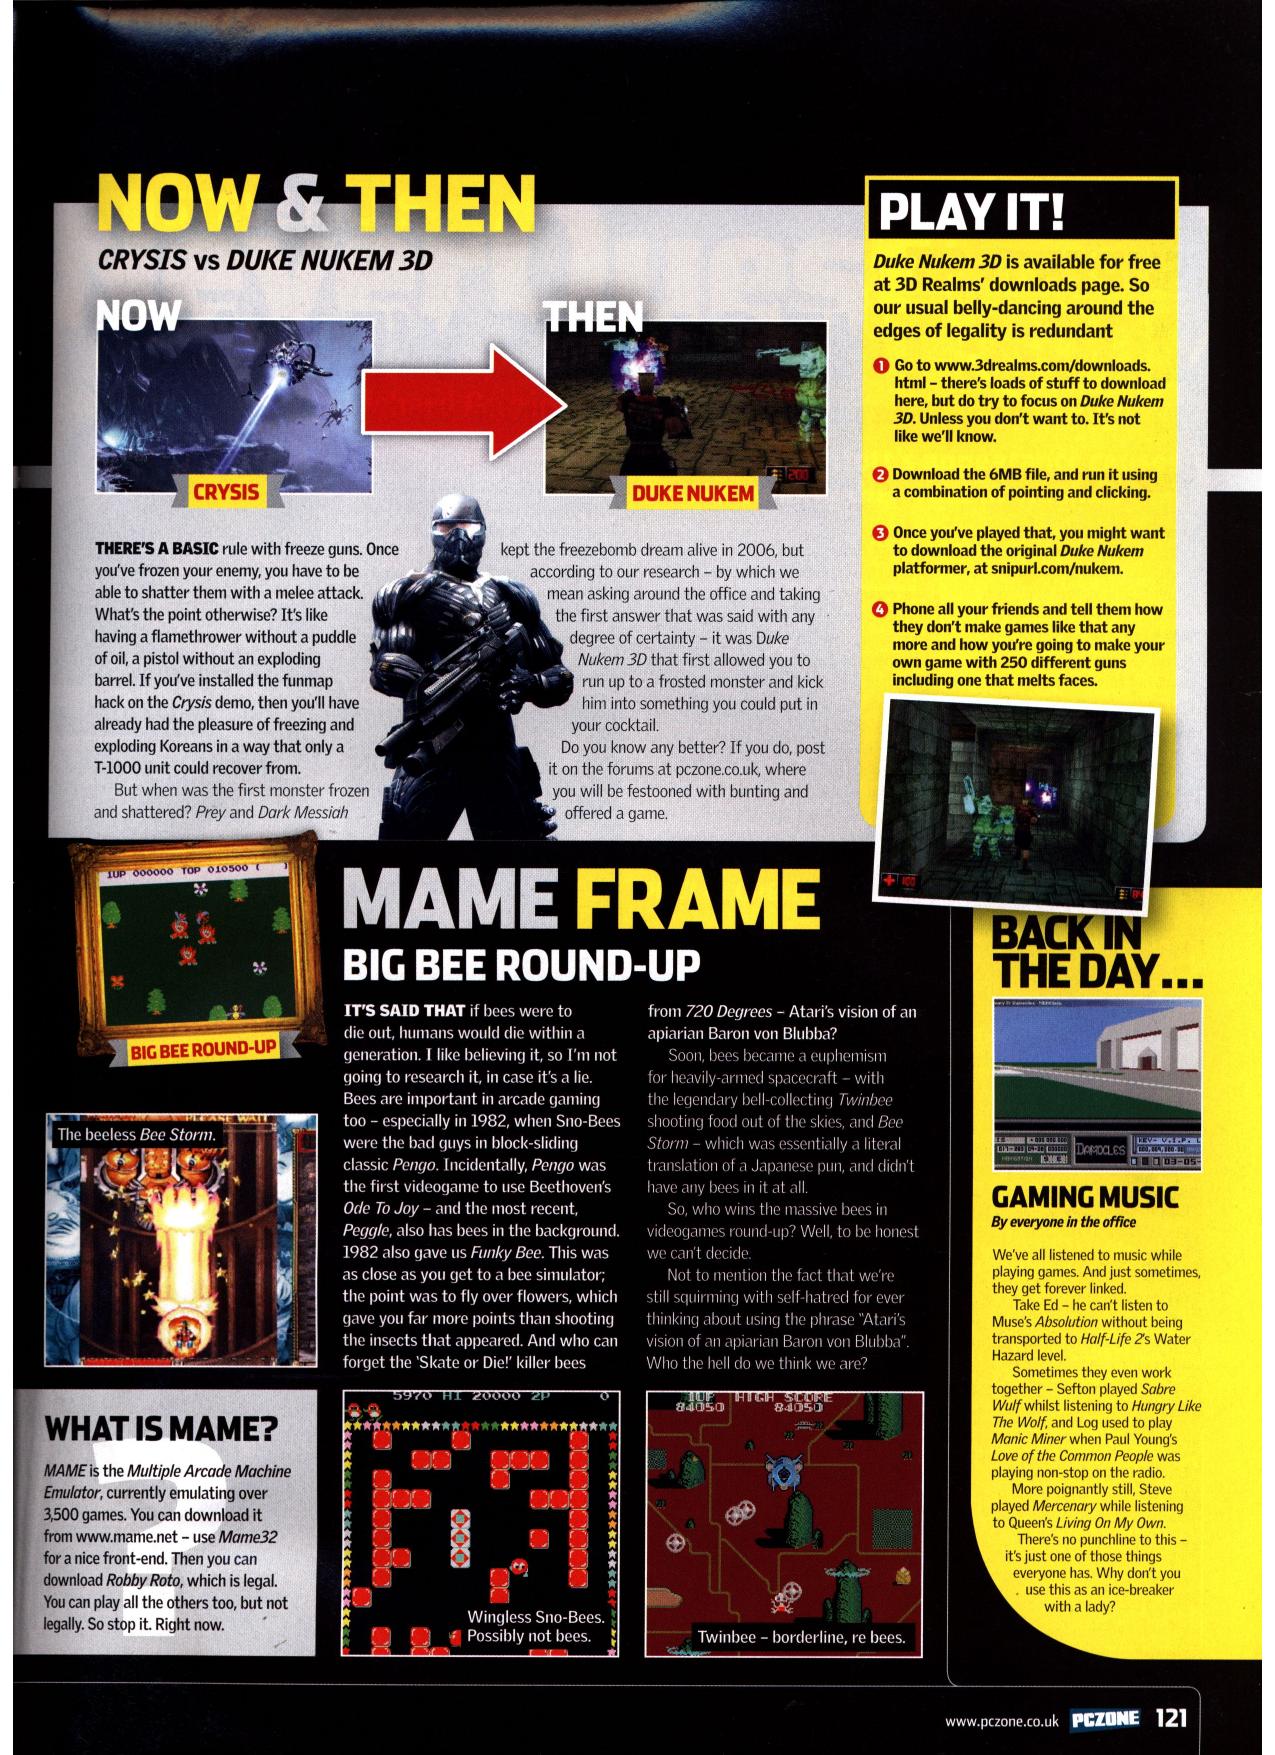 NOW & THEN
CRYSIS vs DUKE NUKEM 3D
NOW
CRYSIS
THEN
200
DUKE NUKEM
THERE'S A BASIC rule with freeze guns. Once
you've frozen your enemy, you have to be
able to shatter them with a melee attack.
What's the point otherwise? It's like
having a flamethrower without a puddle
of oil, a pistol without an exploding
barrel. If you've installed the funmap
hack on the Crysis demo, then you'll have
already had the pleasure of freezing and
exploding Koreans in a way that only a
T-1000 unit could recover from.
But when was the first monster frozen
and shattered? Prey and Dark Messiah
kept the freezebomb dream alive in 2006, but
according to our research – by which we
mean asking around the office and taking
the first answer that was said with any
degree of certainty – it was Duke
Nukem 3D that first allowed you to
run up to a frosted monster and kick
him into something you could put in
your cocktail.
Do you know any better? If you do, post
it on the forums at pczone.co.uk, where
you will be festooned with bunting and
offered a game.
PLAY IT!
Duke Nukem 3D is available for free
at 3D Realms' downloads page. So
our usual belly-dancing around the
edges of legality is redundant
1 Go to www.3drealms.com/downloads.
html – there's loads of stuff to download
here, but do try to focus on Duke Nukem
3D. Unless you don't want to. It's not
like we'll know.
2 Download the 6MB file, and run it using
a combination of pointing and clicking.
3 Once you've played that, you might want
to download the original Duke Nukem
platformer, at snipurl.com/nukem.
4 Phone all your friends and tell them how
they don't make games like that any
more and how you're going to make your
own game with 250 different guns
including one that melts faces.
100
1UP 000000 TOP 010500 ( )
BIG BEE ROUND-UP
PLEASE WAIT
The beeless Bee Storm.
MAME FRAME
BIG BEE ROUND-UP
IT'S SAID THAT if bees were to
die out, humans would die within a
generation. I like believing it, so I'm not
going to research it, in case it's a lie.
Bees are important in arcade gaming
too – especially in 1982, when Sno-Bees
were the bad guys in block-sliding
classic Pengo. Incidentally, Pengo was
the first videogame to use Beethoven's
Ode To Joy – and the most recent,
Peggle, also has bees in the background.
1982 also gave us Funky Bee. This was
as close as you get to a bee simulator;
the point was to fly over flowers, which
gave you far more points than shooting
the insects that appeared. And who can
forget the 'Skate or Die!' killer bees
from 720 Degrees – Atari's vision of an
apiarian Baron von Blubba?
Soon, bees became a euphemism
for heavily-armed spacecraft – with
the legendary bell-collecting Twinbee
shooting food out of the skies, and Bee
Storm – which was essentially a literal
translation of a Japanese pun, and didn't
have any bees in it at all.
So, who wins the massive bees in
videogames round-up? Well, to be honest
we can't decide.
Not to mention the fact that we're
still squirming with self-hatred for ever
thinking about using the phrase "Atari's
vision of an apiarian Baron von Blubba".
Who the hell do we think we are?
WHAT IS MAME?
MAME is the Multiple Arcade Machine
Emulator, currently emulating over
3,500 games. You can download it
from www.mame.net – use Mame32
for a nice front-end. Then you can
download Robby Roto, which is legal.
You can play all the others too, but not
legally. So stop it. Right now.
5970 HI 20000 2P 0
Wingless Sno-Bees.
Possibly not bees.
1UP HIGH SCORE
84050 84050
Twinbee – borderline, re bees.
BACK IN
THE DAY...
DAMOCLES
GAMING MUSIC
By everyone in the office
We've all listened to music while
playing games. And just sometimes,
they get forever linked.
Take Ed – he can't listen to
Muse's Absolution without being
transported to Half-Life 2's Water
Hazard level.
Sometimes they even work
together – Sefton played Sabre
Wulf whilst listening to Hungry Like
The Wolf, and Log used to play
Manic Miner when Paul Young's
Love of the Common People was
playing non-stop on the radio.
More poignantly still, Steve
played Mercenary while listening
to Queen's Living On My Own.
There's no punchline to this –
it's just one of those things
everyone has. Why don't you
use this as an ice-breaker
with a lady?
www.pczone.co.uk PCZONE 121